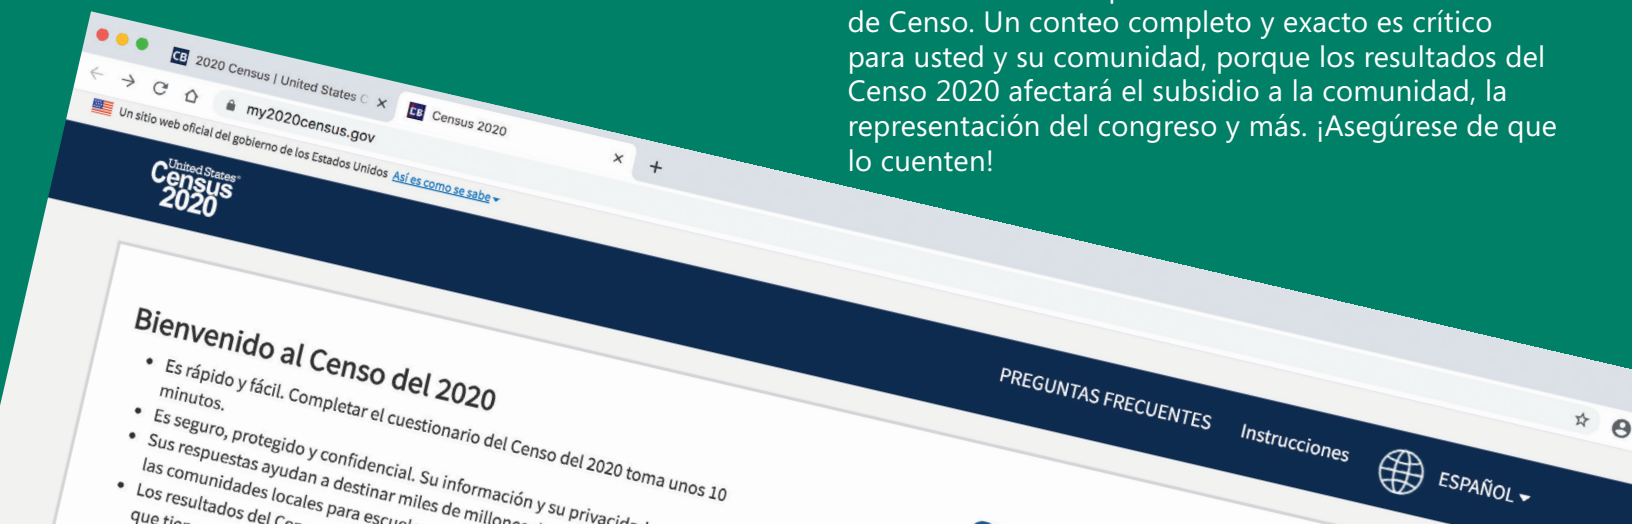 de Censo. Un conteo completo y exacto es crítico
para usted y su comunidad, porque los resultados del
Censo 2020 afectará el subsidio a la comunidad, la
representación del congreso y más. ¡Asegúrese de que
lo cuenten!
CB 2020 Census | United States C
CB Census 2020
my2020census.gov
Un sitio web oficial del gobierno de los Estados Unidos Así es como se sabe
United States®
Census
2020
PREGUNTAS FRECUENTES Instrucciones ESPAÑOL
Bienvenido al Censo del 2020
• Es rápido y fácil. Completar el cuestionario del Censo del 2020 toma unos 10
minutos.
• Es seguro, protegido y confidencial. Su información y su
• Sus respuestas ayudan a destinar miles de
las comunidades locales para
• Los resultados del
que